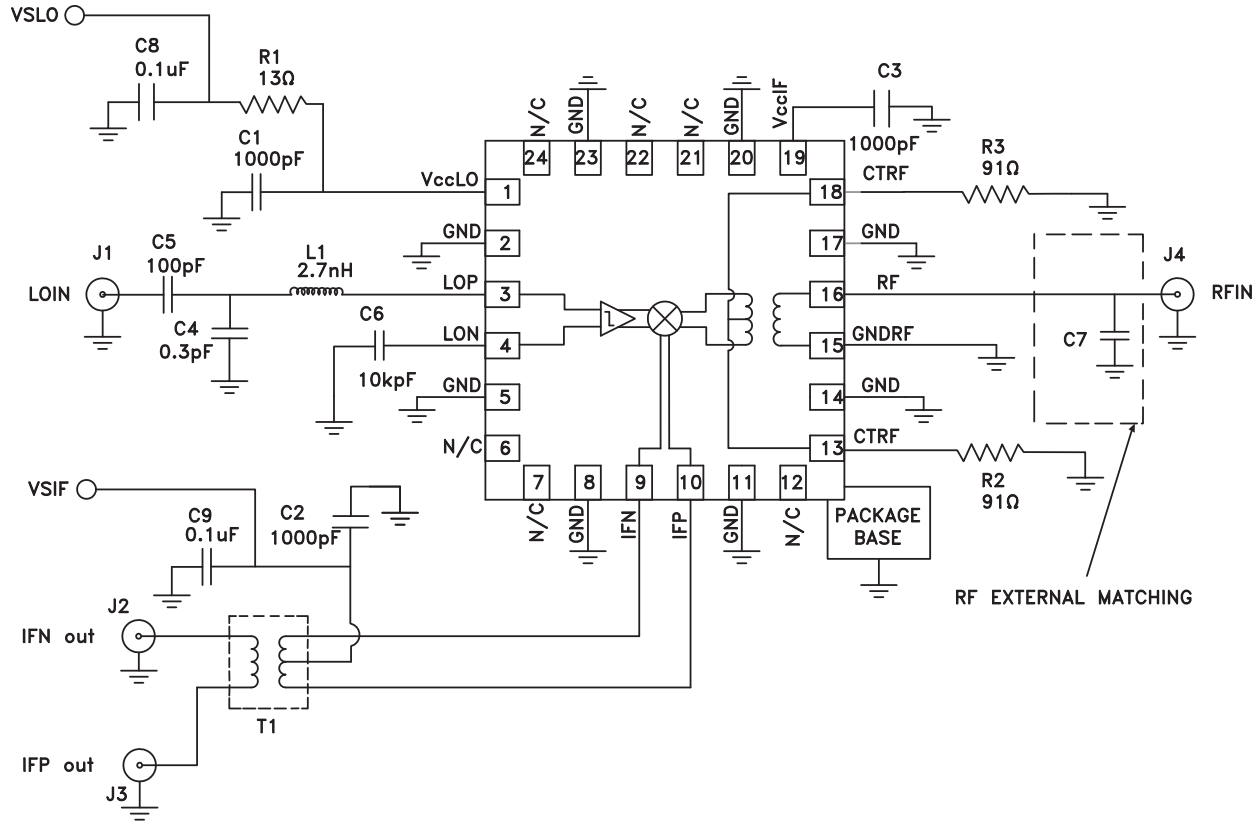 VSLO
C8
0.1uF
R1
13Ω
C1
1000pF
N/C
GND
N/C
N/C
GND
VccIF
C3
1000pF
24
23
22
21
20
19
VccLO
1
18
CTRF
R3
91Ω
GND
2
17
GND
J1
C5
100pF
L1
2.7nH
LOIN
LOP
3
16
RF
J4
RFIN
C4
0.3pF
C6
10kpF
LON
4
15
GNDRF
C7
GND
5
14
GND
N/C
6
13
CTRF
R2
91Ω
7
8
9
10
11
12
N/C
GND
IFN
IFP
GND
N/C
PACKAGE
BASE
VSIF
C9
0.1uF
C2
1000pF
RF EXTERNAL MATCHING
J2
IFN out
T1
IFP out
J3